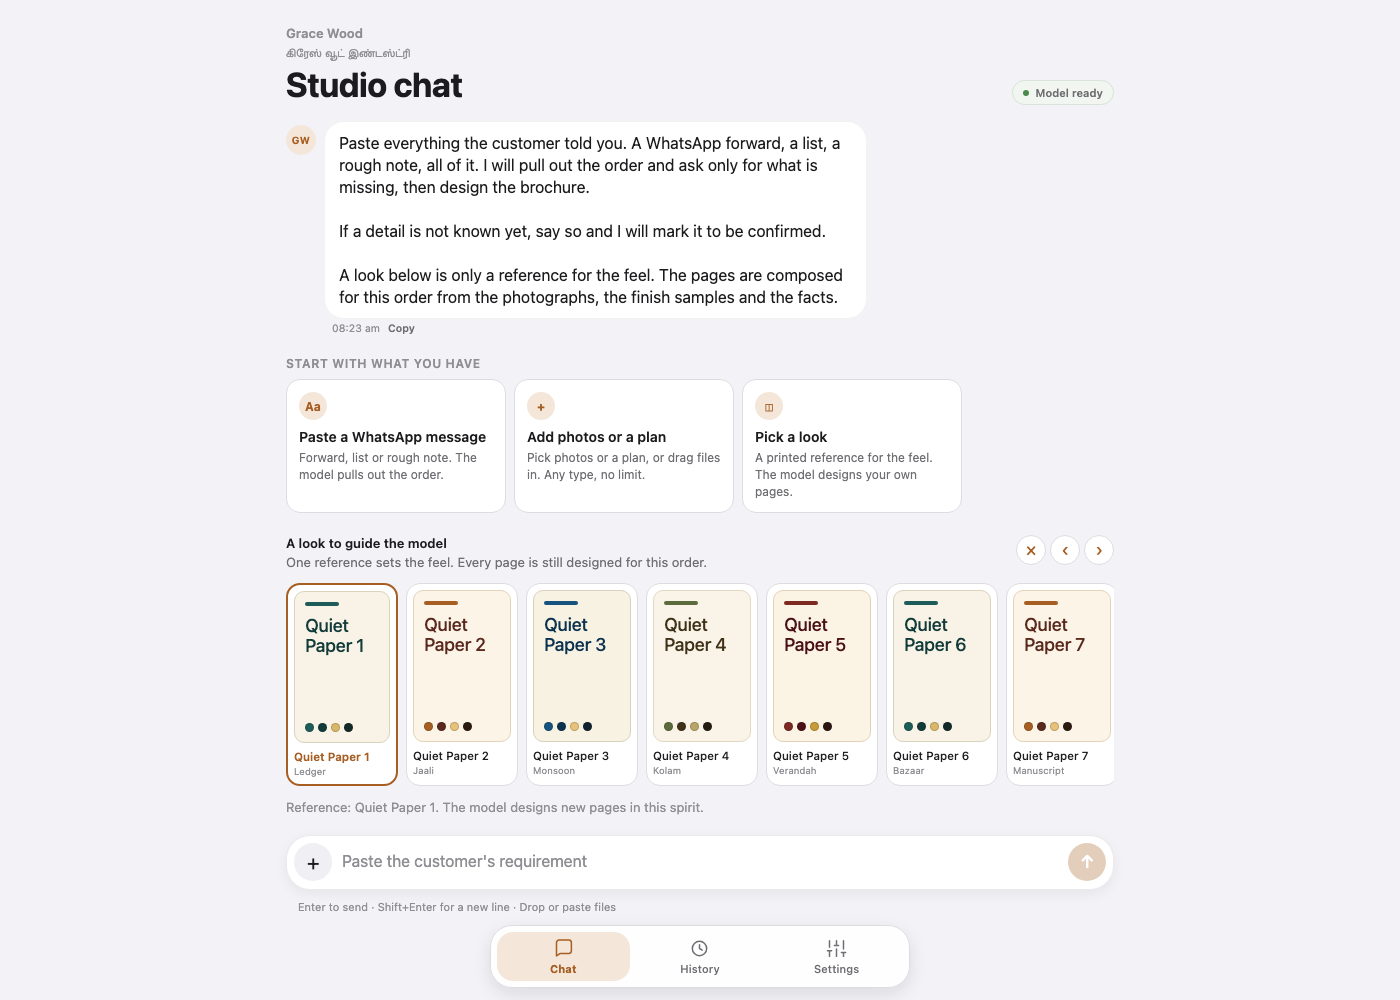 Grace Wood
கிரேஸ் வூட் இண்டஸ்ட்ரி
Studio chat
Model ready
GW
Paste everything the customer told you. A WhatsApp forward, a list, a
rough note, all of it. I will pull out the order and ask only for what is
missing, then design the brochure.
If a detail is not known yet, say so and I will mark it to be confirmed.
A look below is only a reference for the feel. The pages are composed
for this order from the photographs, the finish samples and the facts.
08:23 am Copy
START WITH WHAT YOU HAVE
Aa
Paste a WhatsApp message
Forward, list or rough note. The
model pulls out the order.
+
Add photos or a plan
Pick photos or a plan, or drag files
in. Any type, no limit.
Pick a look
A printed reference for the feel.
The model designs your own
pages.
A look to guide the model
One reference sets the feel. Every page is still designed for this order.
× ‹ ›
Quiet
Paper 1
Quiet Paper 1
Ledger
Quiet
Paper 2
Quiet Paper 2
Jaali
Quiet
Paper 3
Quiet Paper 3
Monsoon
Quiet
Paper 4
Quiet Paper 4
Kolam
Quiet
Paper 5
Quiet Paper 5
Verandah
Quiet
Paper 6
Quiet Paper 6
Bazaar
Quiet
Paper 7
Quiet Paper 7
Manuscript
Reference: Quiet Paper 1. The model designs new pages in this spirit.
+
Paste the customer's requirement
Enter to send · Shift+Enter for a new line · Drop or paste files
Chat
History
Settings